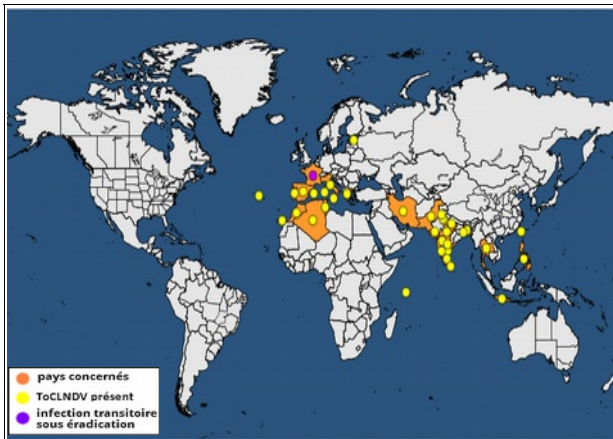 pays concernés
ToCLNDV présent
infection transitoire
sous éradication